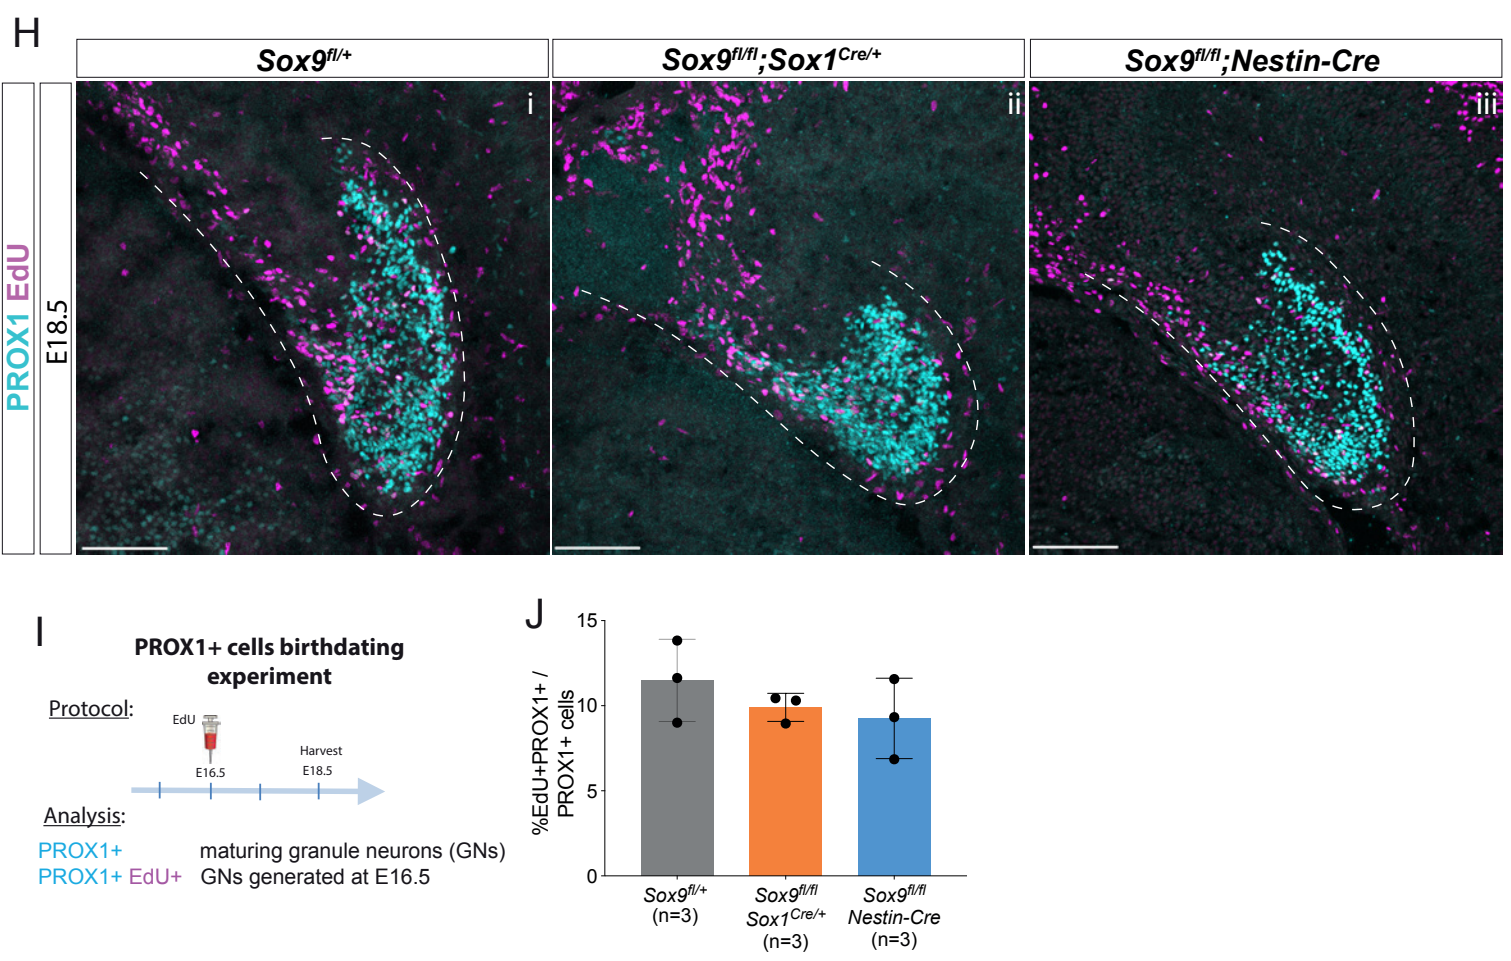 H
Sox9fl/+
Sox9fl/fl;Sox1Cre/+
Sox9fl/fl;Nestin-Cre
PROX1 EdU
E18.5
i
ii
iii
I
PROX1+ cells birthdating
experiment
Protocol:
EdU
Harvest
E16.5
E18.5
Analysis:
PROX1+ maturing granule neurons (GNs)
PROX1+ EdU+ GNs generated at E16.5
J
%EdU+PROX1+ /
PROX1+ cells
15
10
5
0
Sox9fl/+
(n=3)
Sox9fl/fl
Sox1Cre/+
(n=3)
Sox9fl/fl
Nestin-Cre
(n=3)